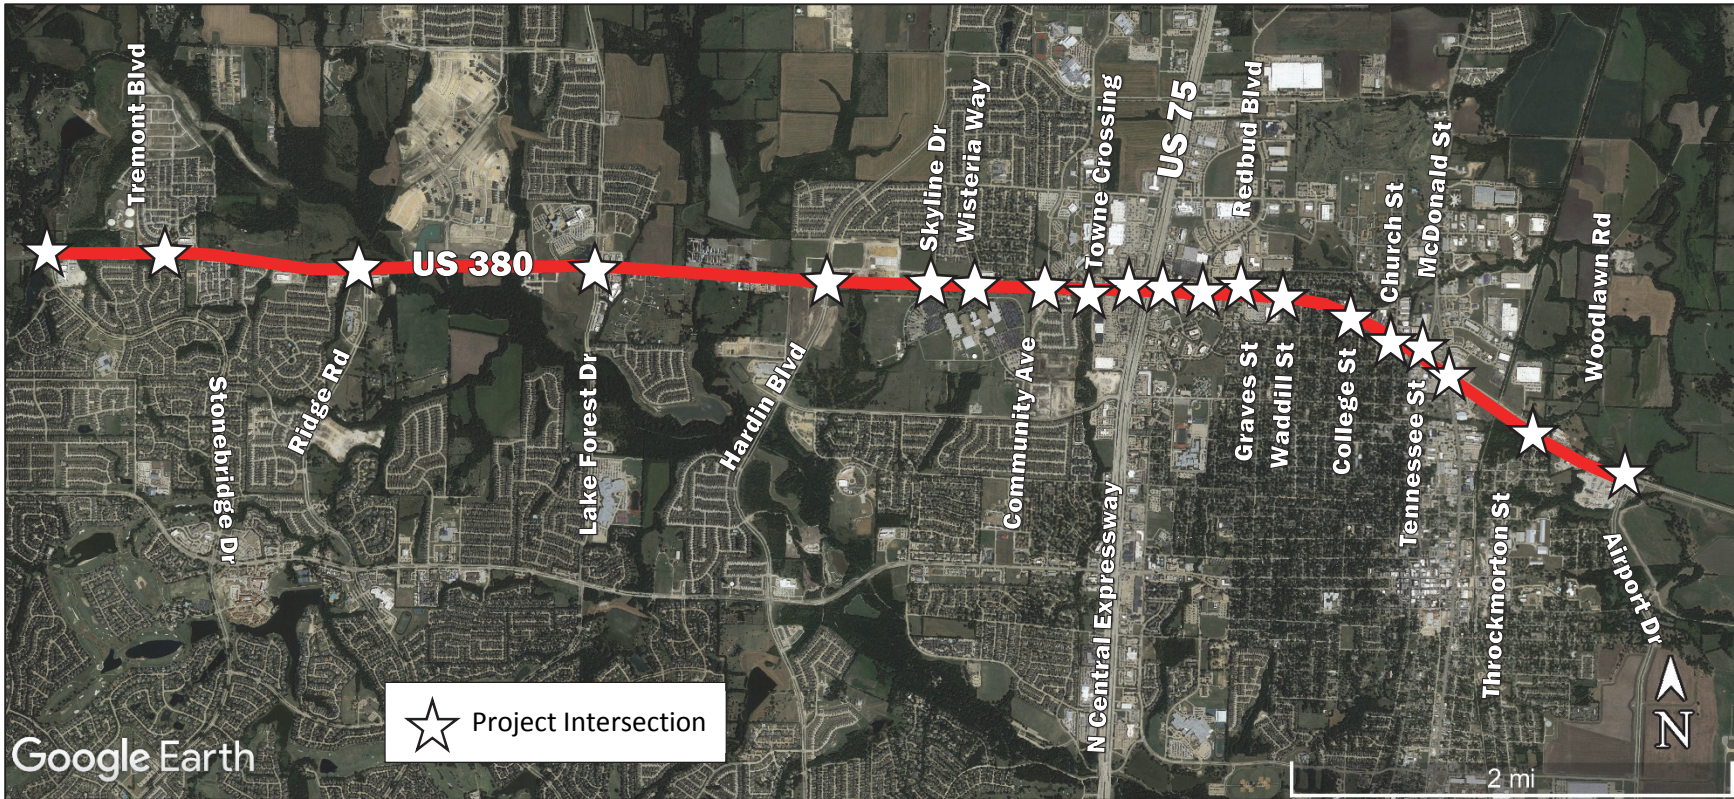 Tremont Blvd
Skyline Dr
Wisteria Way
Towne Crossing
US 75
Redbud Blvd
Church St
McDonald St
Woodlawn Rd
US 380
Stonebridge Dr
Ridge Rd
Lake Forest Dr
Hardin Blvd
Community Ave
N Central Expressway
Graves St
Waddill St
College St
Tennessee St
Throckmorton St
Airport Dr
Project Intersection
N
Google Earth
2 mi